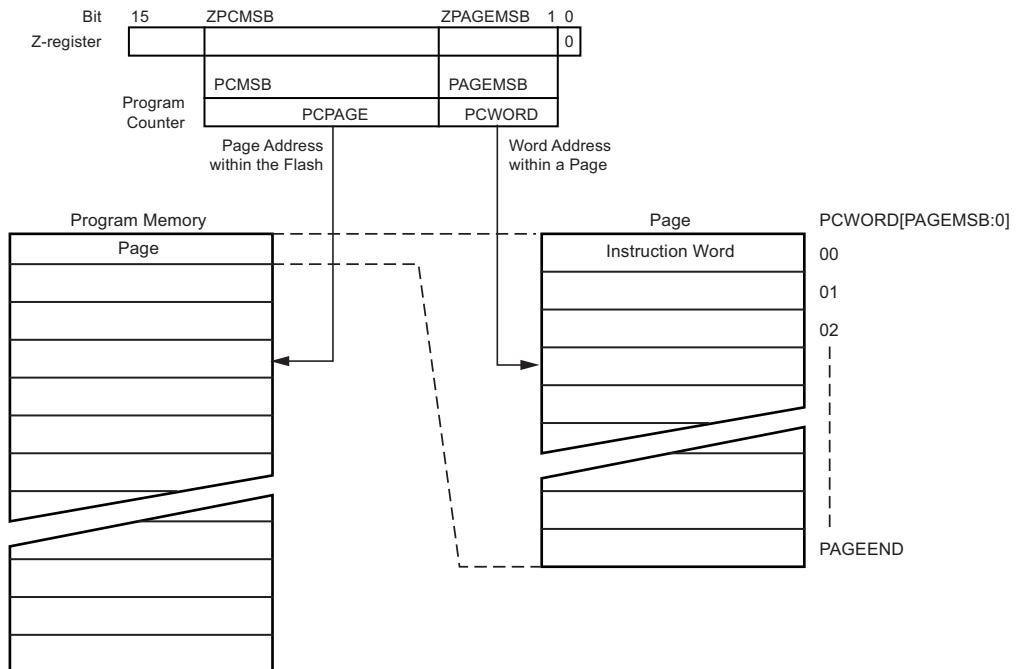 Bit 15 ZPCMSB ZPAGEMSB 1 0
Z-register 0
PCMSB PAGEMSB
Program
Counter
PCPAGE PCWORD
Page Address
within the Flash
Word Address
within a Page
Program Memory
Page
Page PCWORD[PAGEMSB:0]
Instruction Word 00
01
02
PAGEEND